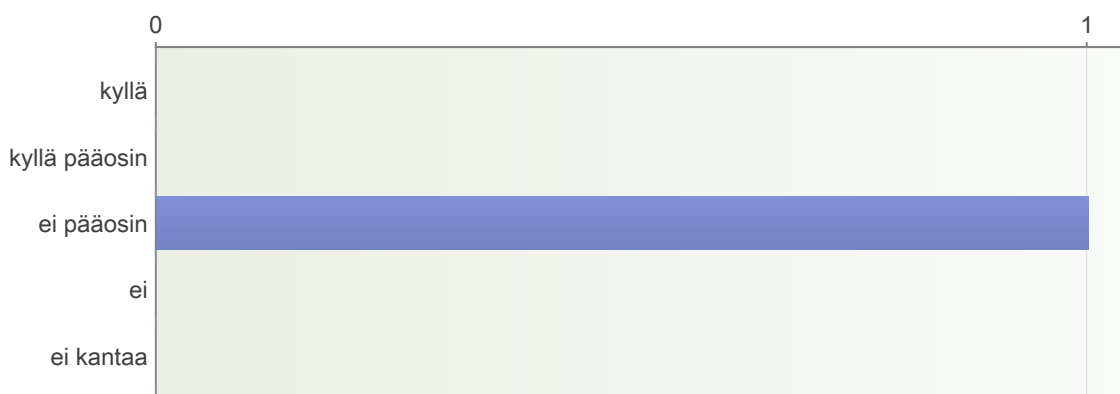 0 1
kyllä
kyllä pääosin
ei pääosin
ei
ei kantaa